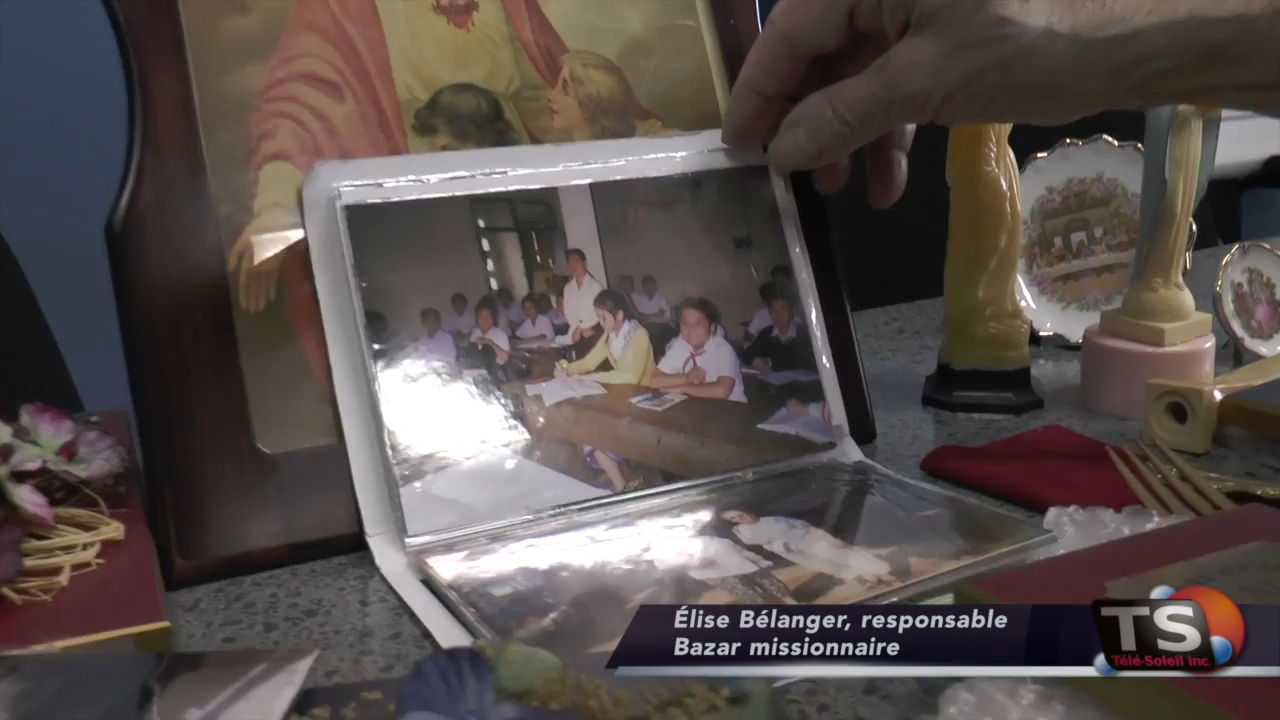 Élise Bélanger, responsable
Bazar missionnaire
TS
Télé-Soleil inc.